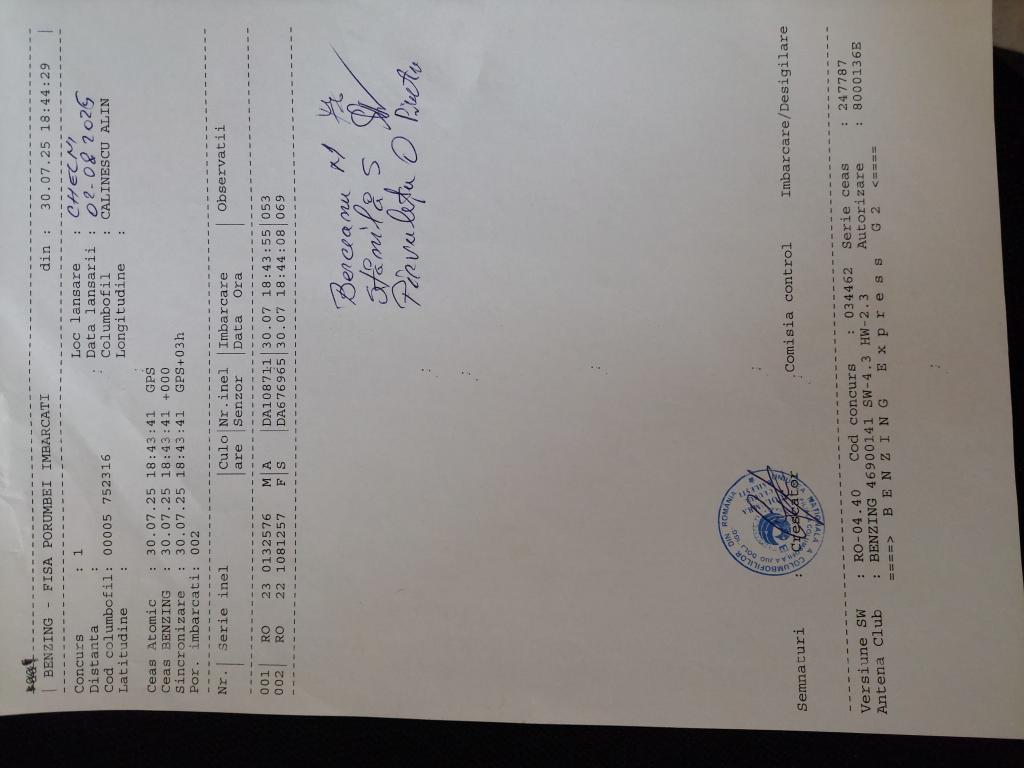 | BENZING - FISA PORUMBEI IMBARCATI din : 30.07.25 18:44:29 |
Concurs : 1 Loc lansare : CHELM
Distanta : : Data lansarii : 02-08 2025
Cod columbofil: 00005 752316 Columbofil : CALINESCU ALIN
Latitudine : Longitudine :
Ceas Atomic : 30.07.25 18:43:41 GPS
Ceas BENZING : 30.07.25 18:43:41 +000
Sincronizare : 30.07.25 18:43:41 GPS+03h
Por. imbarcati: 002
Nr.| Serie inel |Culo|Nr.inel |Imbarcare | Observatii
|are |Senzor |Data Ora |
001| RO 23 0132576 M A |DA108711|30.07 18:43:55|053
002| RO 22 1081257 F S |DA676965|30.07 18:44:08|069
Berceanu M
Stămilă S
Pârvulețu O
Semnaturi : Crescator Comisia control Imbarcare/Desigilare
Versiune SW : RO-04.40 Cod concurs : 034462 Serie ceas : 247787
Antena Club : BENZING 46900141 SW-4.3 HW-2.3 Autorizare : 8000136E
====> B E N Z I N G E x p r e s s G 2 <====